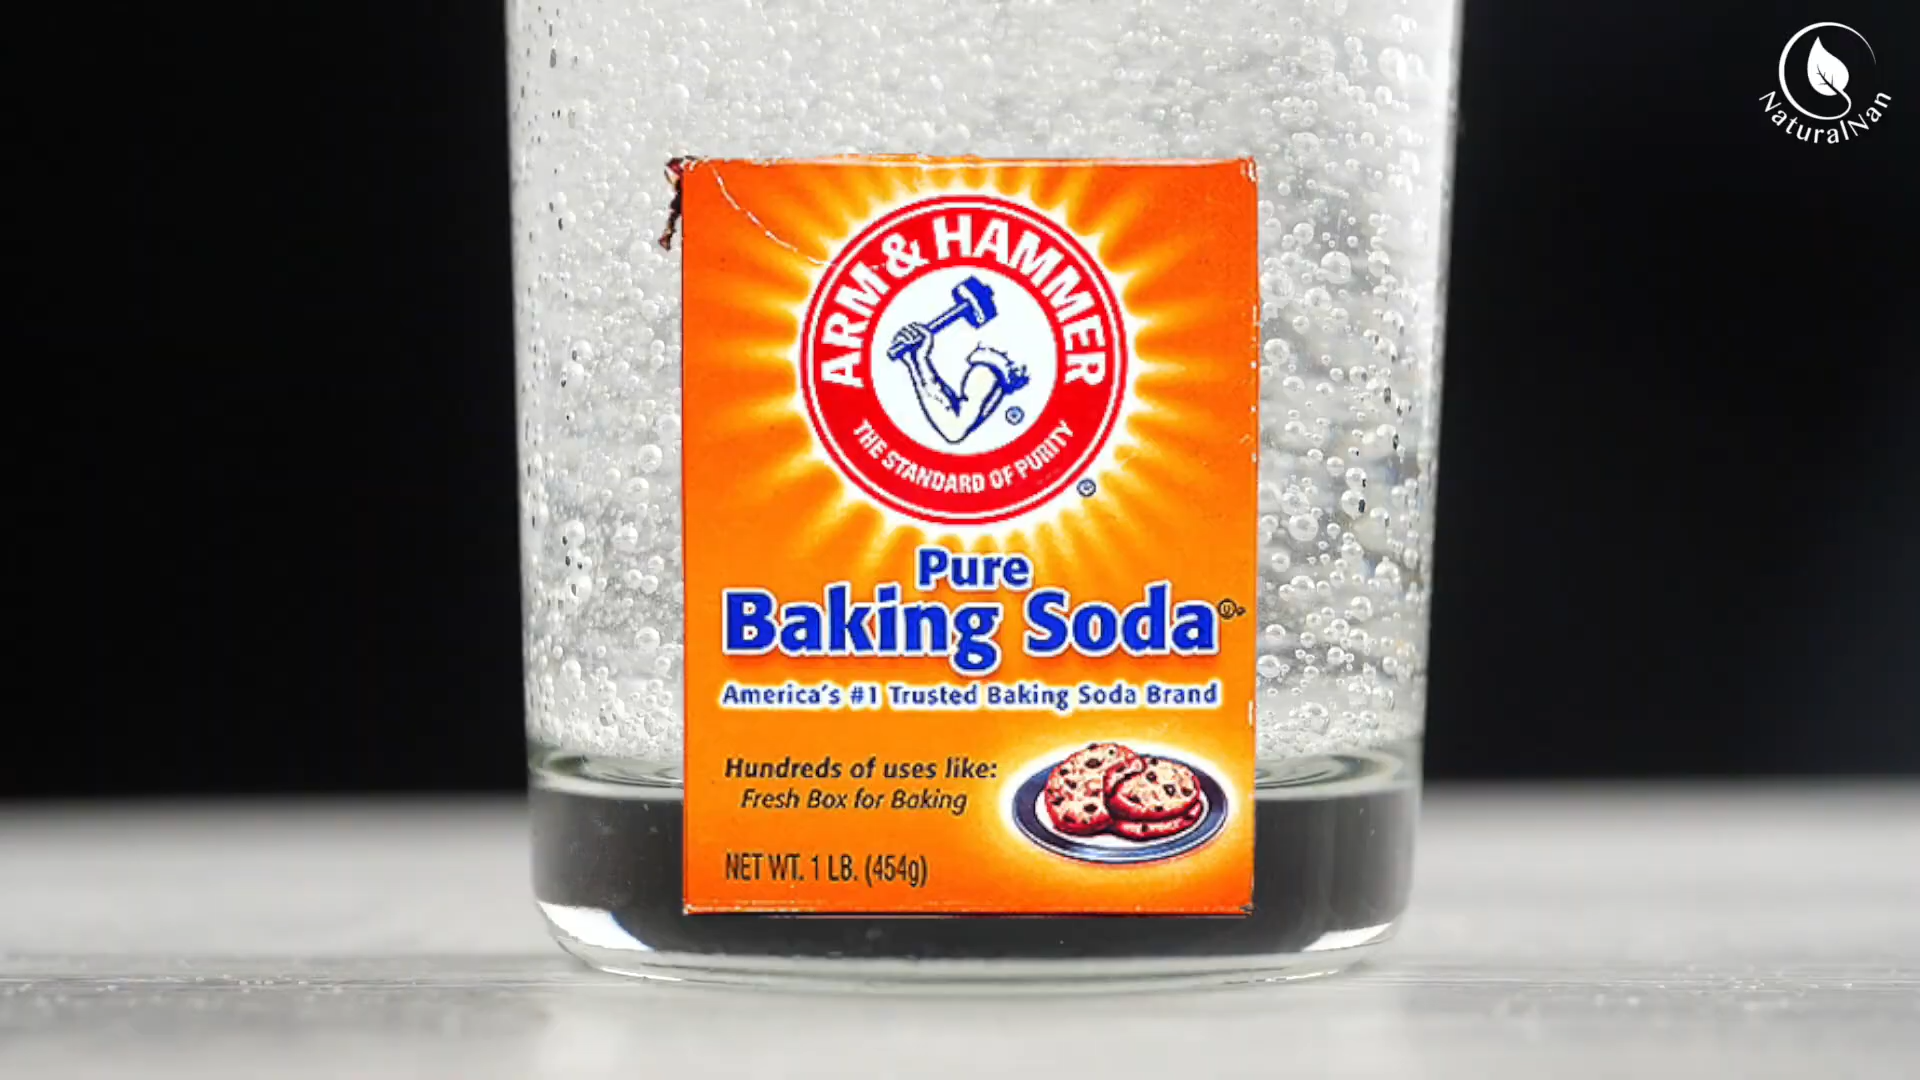 NaturalNan
ARM & HAMMER
THE STANDARD OF PURITY
®
®
Pure
Baking Soda®
America's #1 Trusted Baking Soda Brand
Hundreds of uses like:
Fresh Box for Baking
NET WT. 1 LB. (454g)